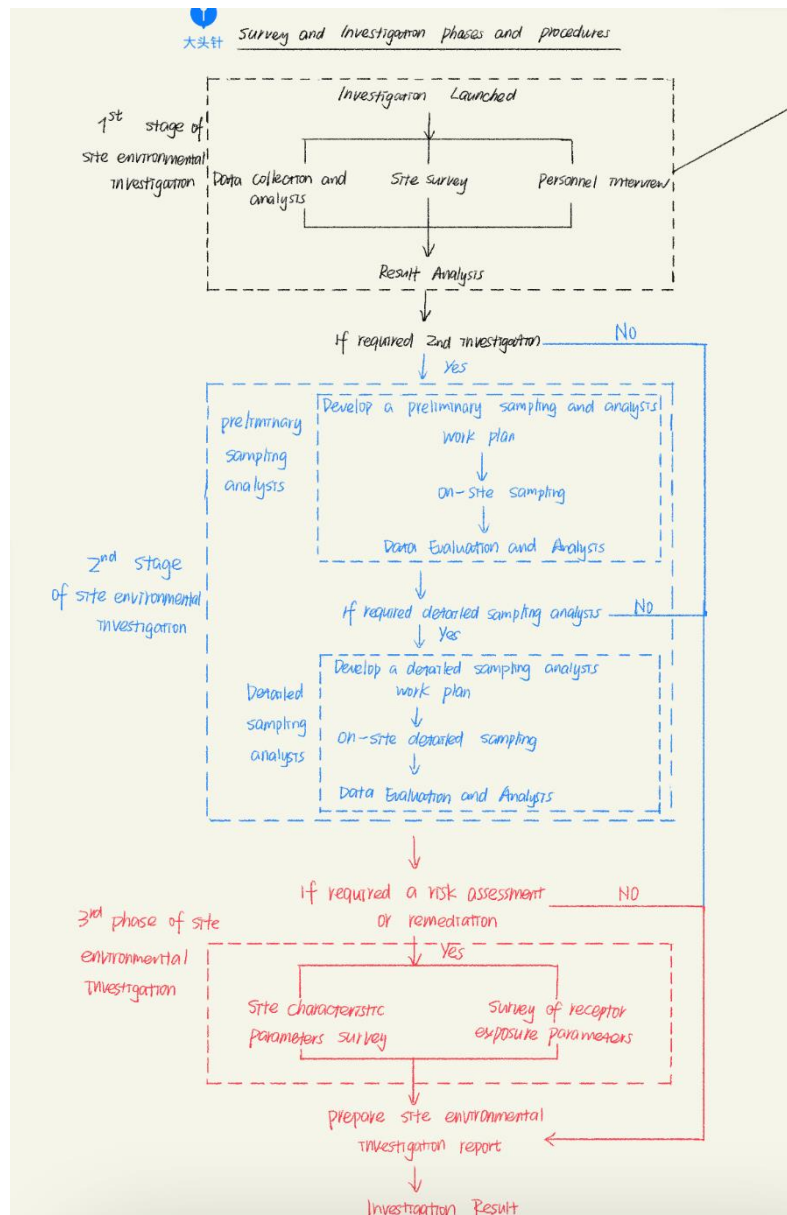 大头针
Survey and Investigation phases and procedures
Investigation Launched
1st stage of
site environmental
investigation
Data collection and
analysis
Site survey
Personnel interview
Result Analysis
If required 2nd investigation
NO
Yes
preliminary
sampling
analysis
Develop a preliminary sampling and analysis
work plan
on-site sampling
Data Evaluation and Analysis
2nd stage
of site environmental
investigation
If required detailed sampling analysis
NO
Yes
Detailed
sampling
analysis
Develop a detailed sampling analysis
work plan
on-site detailed sampling
Data Evaluation and Analysis
If required a risk assessment
or remediation
NO
3rd phase of site
environmental
investigation
Yes
Site characteristic
parameters survey
Survey of receptor
exposure parameters
prepare site environmental
investigation report
Investigation Result